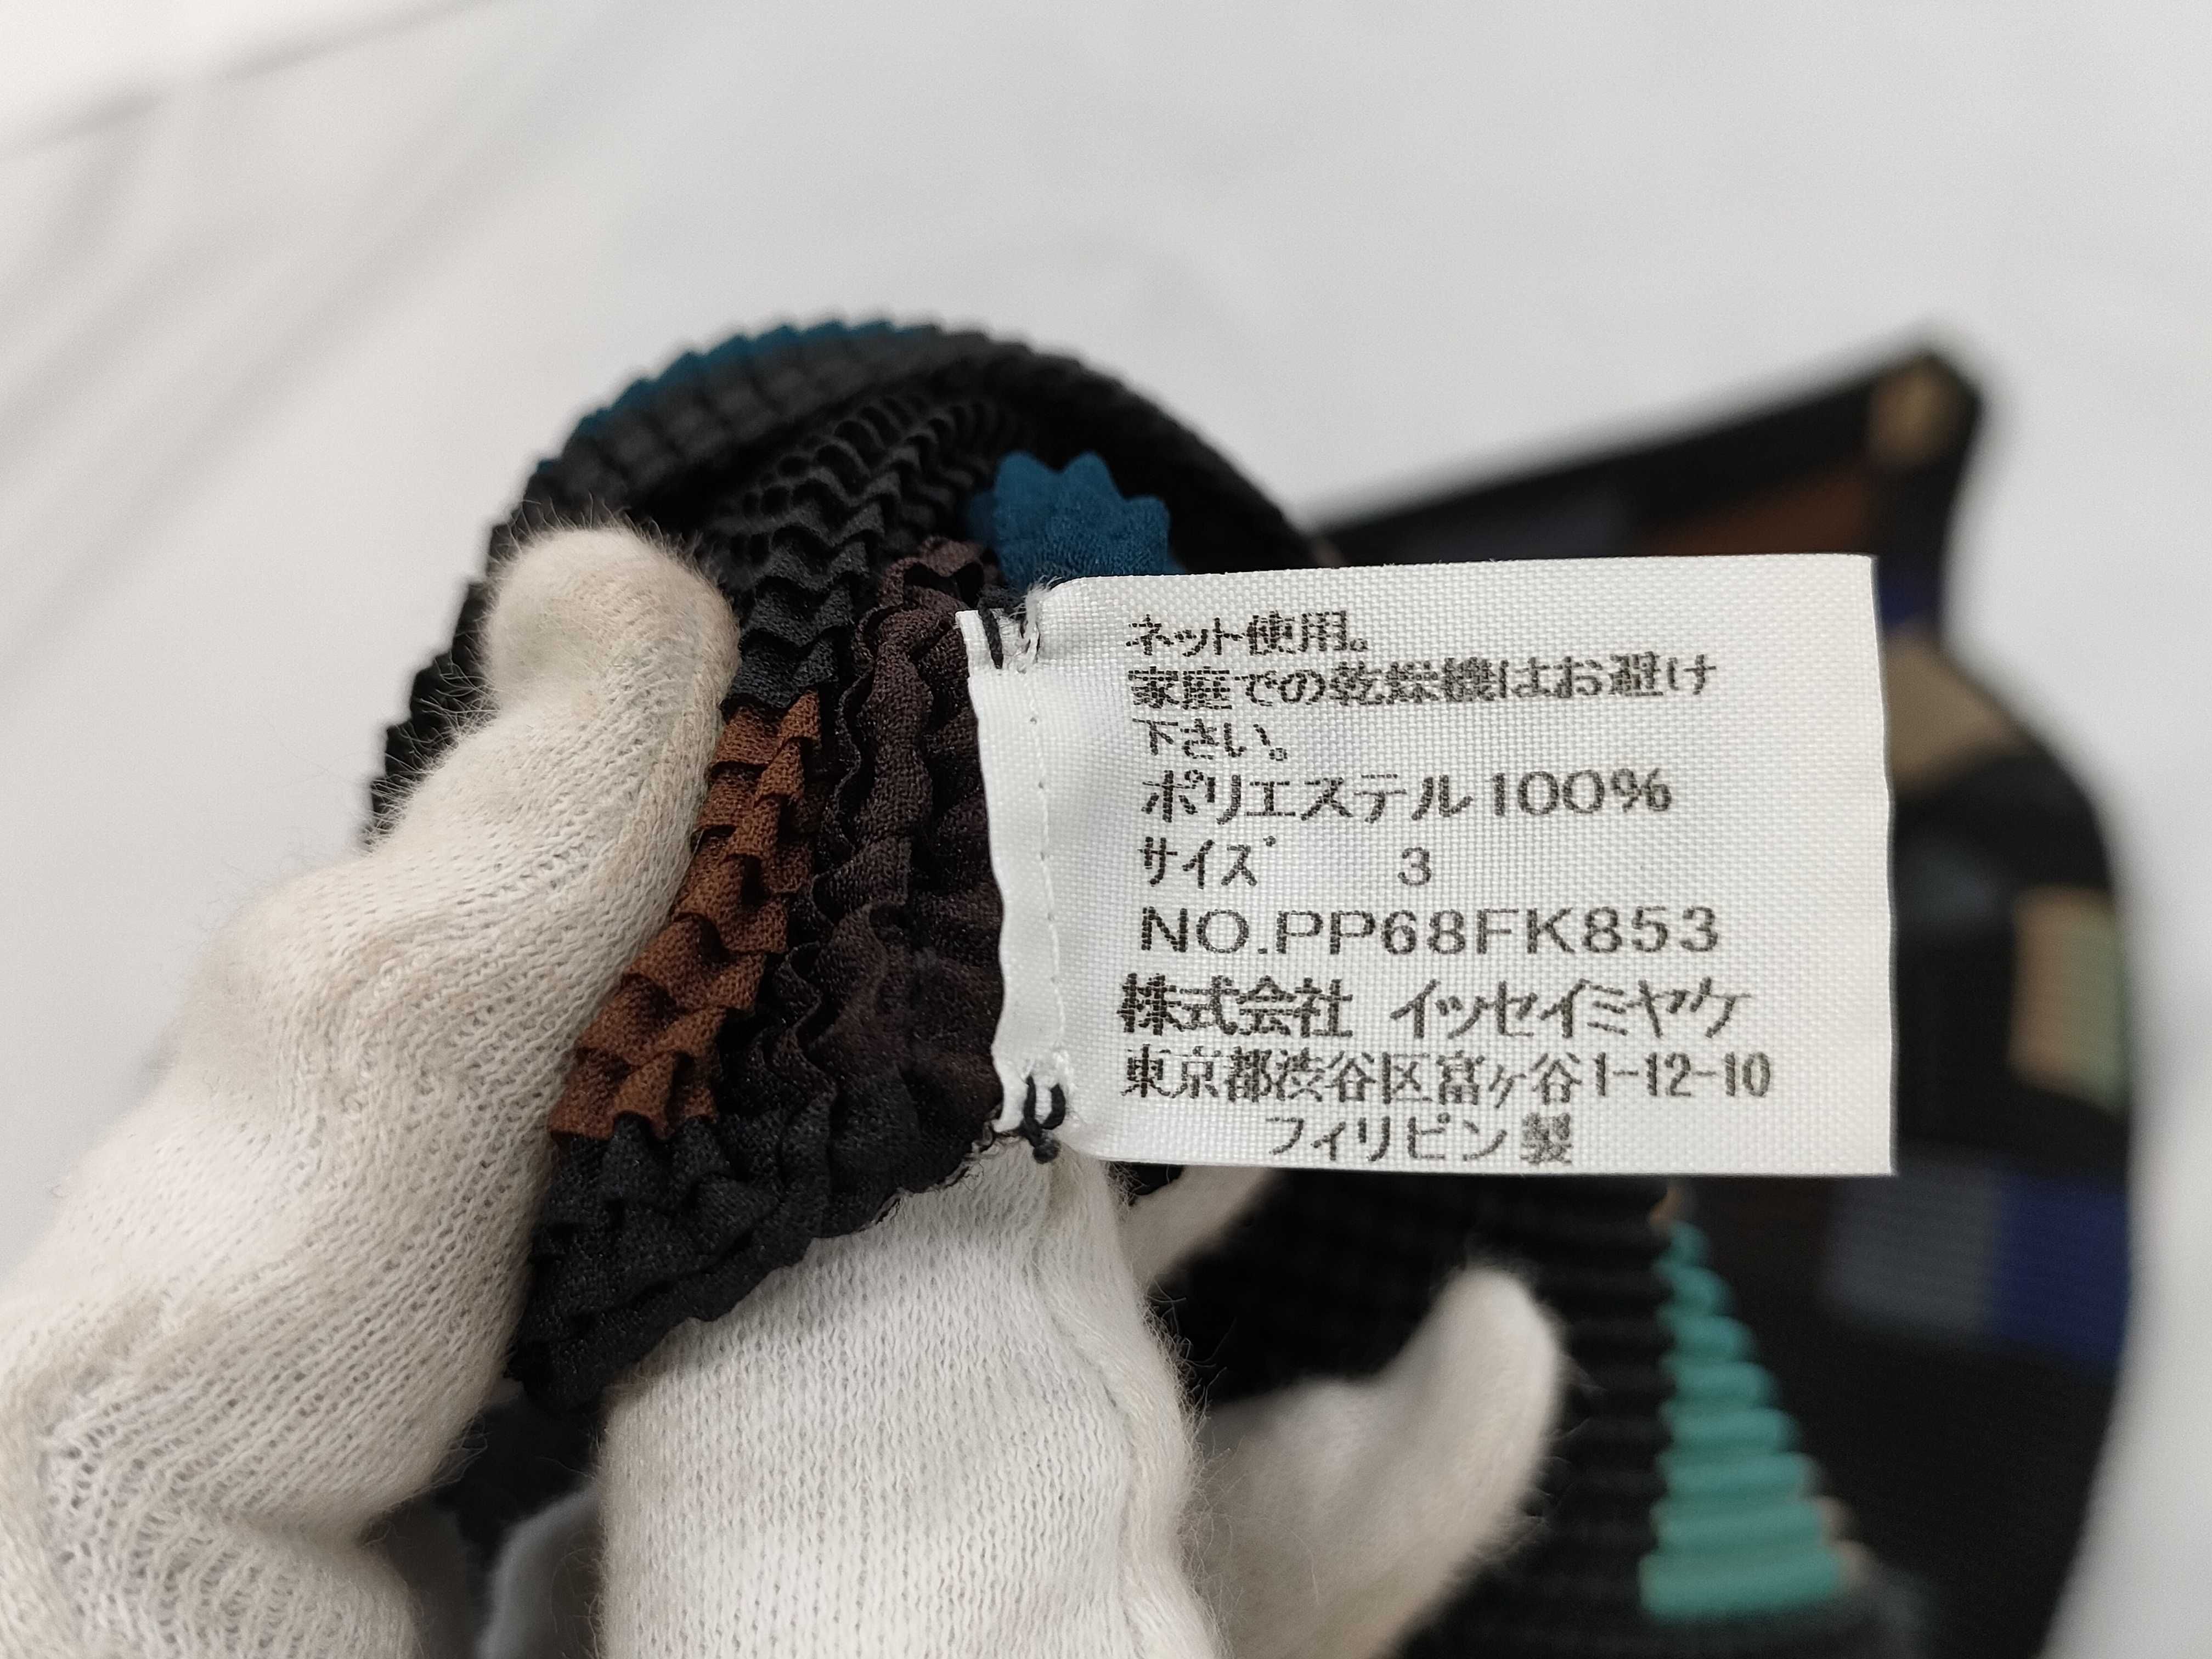 ネット使用。
家庭での乾燥機はお避け
下さい。
ポリエステル100%
サイズ 3
NO.PP68FK853
株式会社 イッセイミヤケ
東京都渋谷区富ヶ谷1-12-10
フィリピン製